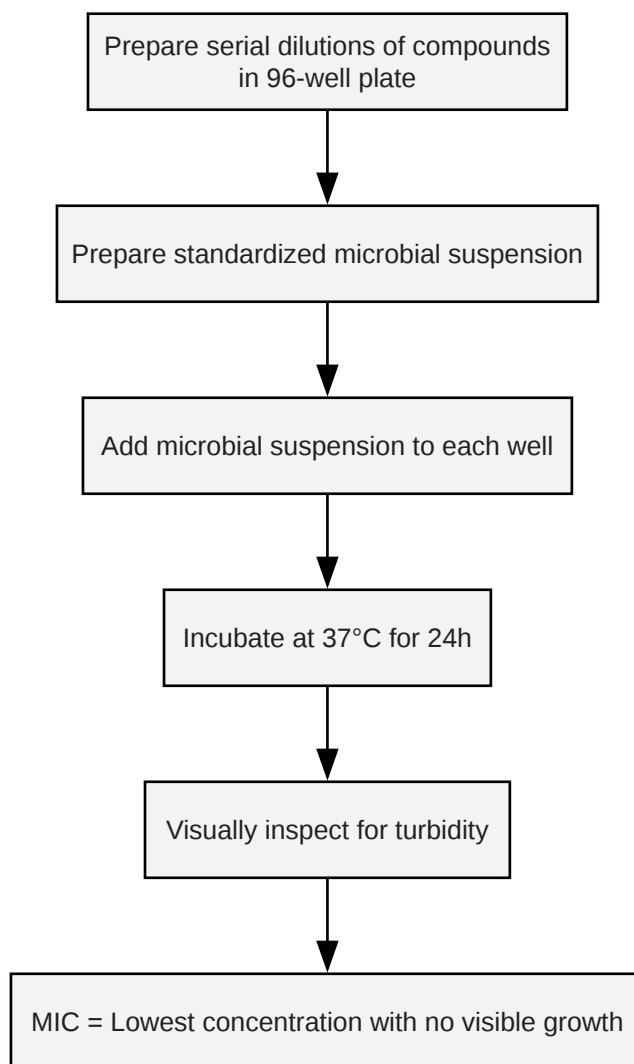 Prepare serial dilutions of compounds
in 96-well plate
Prepare standardized microbial suspension
Add microbial suspension to each well
Incubate at 37°C for 24h
Visually inspect for turbidity
MIC = Lowest concentration with no visible growth